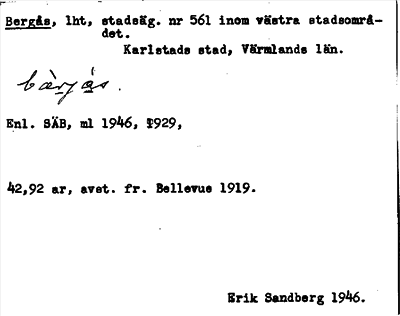 Bergås, lht, stadsäg. nr 561 inom västra stadsområ-
det.
Karlstads stad, Värmlands län.
bàrjås.
Enl. SÄB, ml 1946, 1929,
42,92 ar, avst. fr. Bellevue 1919.
Erik Sandberg 1946.